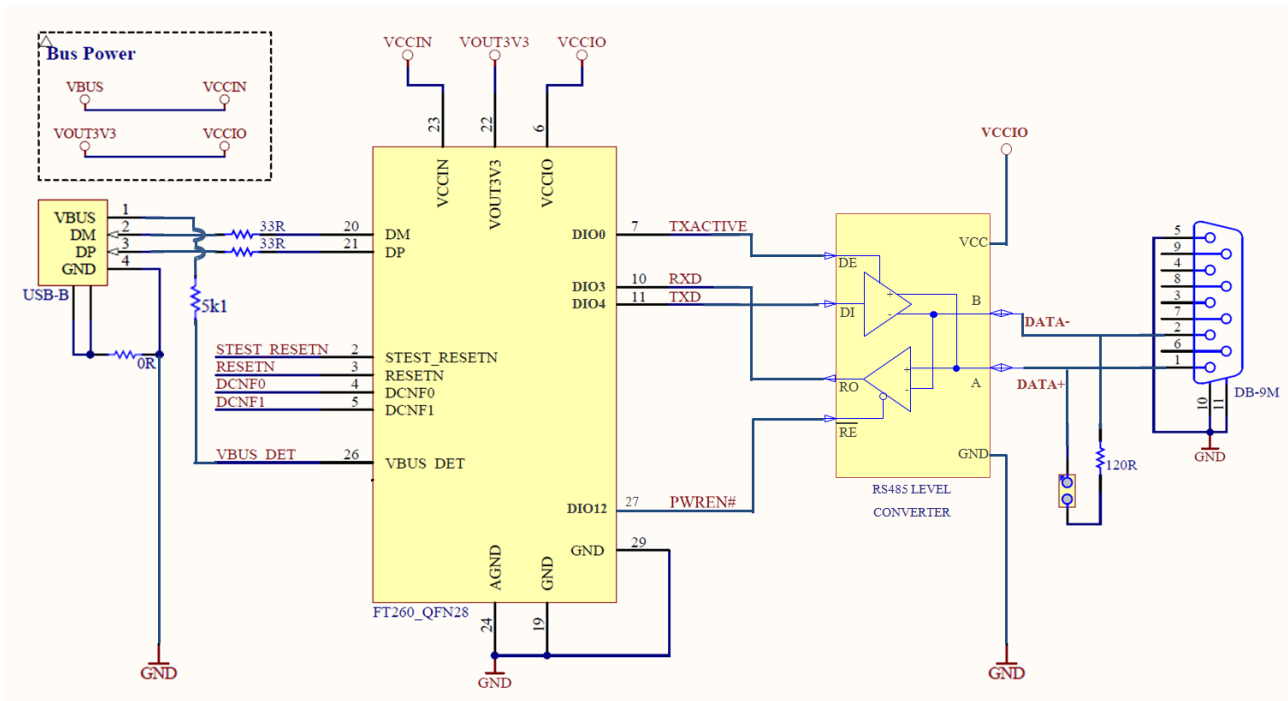 Bus Power
VBUS VCCIN
VOUT3V3 VCCIO
VCCIN VOUT3V3 VCCIO
23 22 6
VCCIN VOUT3V3 VCCIO
VBUS 1
DM 2 33R 20 DM
DP 3 33R 21 DP
GND 4
USB-B
5k1
0R
STEST_RESETN 2 STEST_RESETN
RESETN 3 RESETN
DCNF0 4 DCNF0
DCNF1 5 DCNF1
VBUS_DET 26 VBUS_DET
GND
DIO0 7 TXACTIVE
DIO3 10 RXD
DIO4 11 TXD
DIO12 27 PWREN#
GND 29
AGND GND
24 19
FT260_QFN28
GND
VCCIO
VCC
DE
+
-
DI
B
RO
+
-
A
RE
GND
RS485 LEVEL
CONVERTER
GND
DATA-
DATA+
120R
5
9
4
8
3
7
2
6
1
10 11
DB-9M
GND